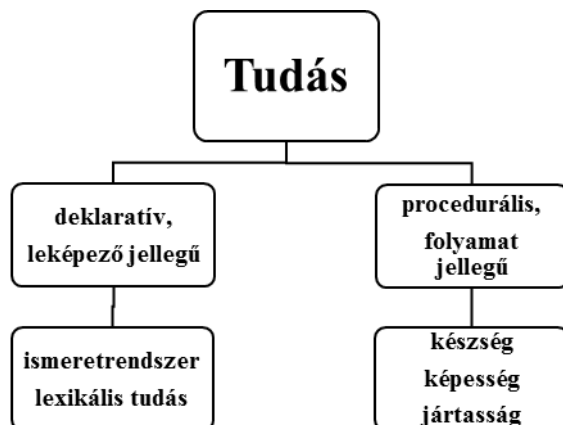 Tudás
deklaratív,
leképező jellegű
procedurális,
folyamat
jellegű
ismeretrendszer
lexikális tudás
készség
képesség
jártasság